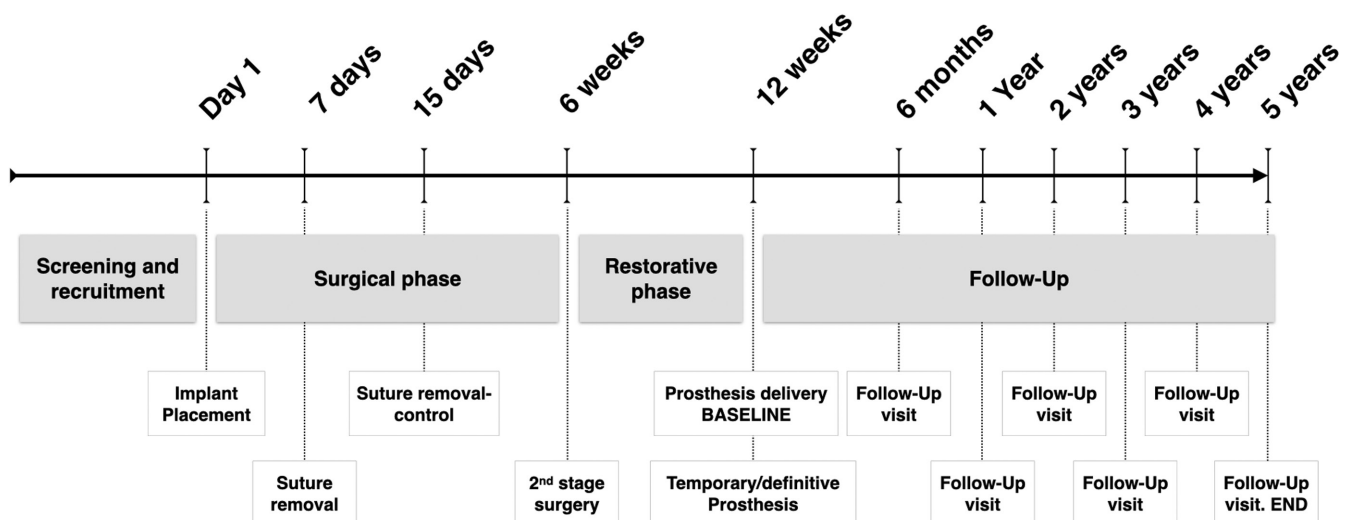 Day 1
7 days
15 days
6 weeks
12 weeks
6 months
1 Year
2 years
3 years
4 years
5 years
Screening and
recruitment
Surgical phase
Restorative
phase
Follow-Up
Implant
Placement
Suture removal-
control
Prosthesis delivery
BASELINE
Follow-Up
visit
Follow-Up
visit
Follow-Up
visit
Suture
removal
2nd stage
surgery
Temporary/definitive
Prosthesis
Follow-Up
visit
Follow-Up
visit
Follow-Up
visit. END